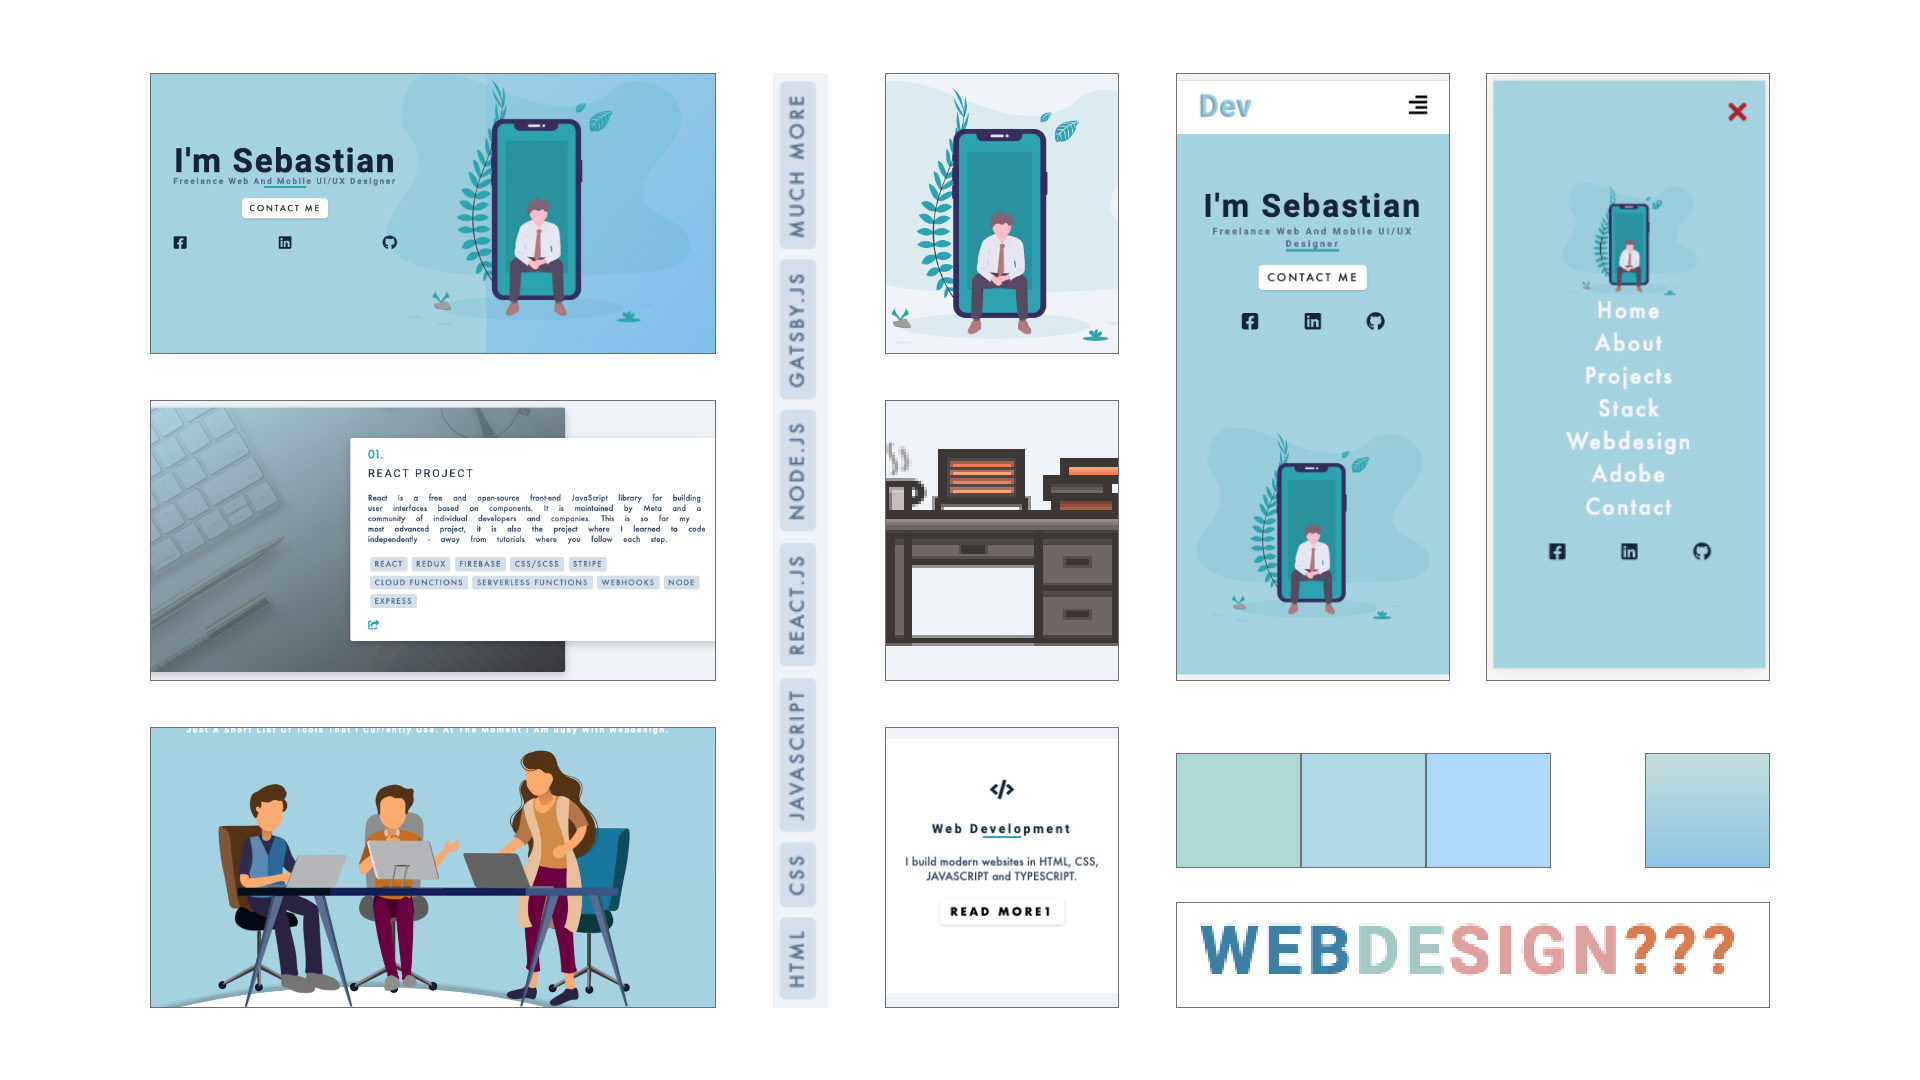 I'm Sebastian
Freelance Web And Mobile UI/UX Designer
CONTACT ME
01.
REACT PROJECT
React is a free and open-source front-end JavaScript library for building
user interfaces based on components. It is maintained by Meta and a
community of individual developers and companies. This is so far my
most advanced project, it is also the project where I learned to code
independently - away from tutorials where you follow each step.
REACT REDUX FIREBASE CSS/SCSS STRIPE
CLOUD FUNCTIONS SERVERLESS FUNCTIONS WEBHOOKS NODE
EXPRESS
Just A Short List Of Tools That I Currently Use. At The Moment I Am Busy With Webdesign.
HTML CSS JAVASCRIPT REACT.JS NODE.JS GATSBY.JS MUCH MORE
</>
Web Development
I build modern websites in HTML, CSS,
JAVASCRIPT and TYPESCRIPT.
READ MORE1
Dev
I'm Sebastian
Freelance Web And Mobile UI/UX
Designer
CONTACT ME
Home
About
Projects
Stack
Webdesign
Adobe
Contact
WEBDESIGN???